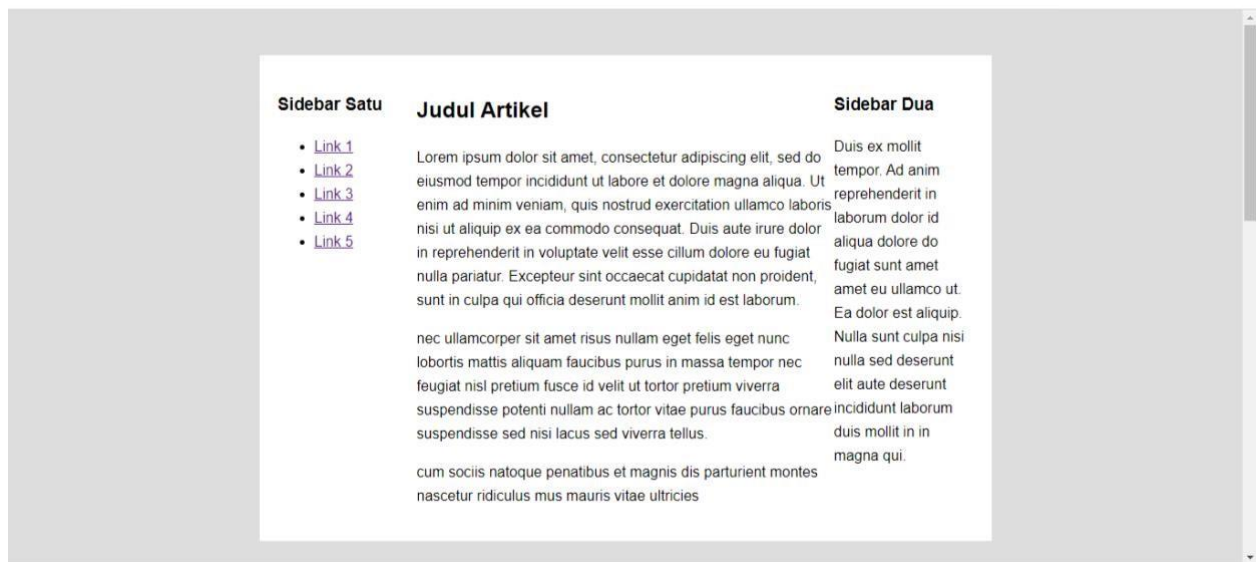 Sidebar Satu
Link 1
Link 2
Link 3
Link 4
Link 5
Judul Artikel
Lorem ipsum dolor sit amet, consectetur adipiscing elit, sed do
eiusmod tempor incididunt ut labore et dolore magna aliqua. Ut
enim ad minim veniam, quis nostrud exercitation ullamco laboris
nisi ut aliquip ex ea commodo consequat. Duis aute irure dolor
in reprehenderit in voluptate velit esse cillum dolore eu fugiat
nulla pariatur. Excepteur sint occaecat cupidatat non proident,
sunt in culpa qui officia deserunt mollit anim id est laborum.
nec ullamcorper sit amet risus nullam eget felis eget nunc
lobortis mattis aliquam faucibus purus in massa tempor nec
feugiat nisl pretium fusce id velit ut tortor pretium viverra
suspendisse potenti nullam ac tortor vitae purus faucibus ornare
suspendisse sed nisi lacus sed viverra tellus.
cum sociis natoque penatibus et magnis dis parturient montes
nascetur ridiculus mus mauris vitae ultricies
Sidebar Dua
Duis ex mollit
tempor. Ad anim
reprehenderit in
laborum dolor id
aliqua dolore do
fugiat sunt amet
amet eu ullamco ut.
Ea dolor est aliquip.
Nulla sunt culpa nisi
nulla sed deserunt
elit aute deserunt
incididunt laborum
duis mollit in in
magna qui.